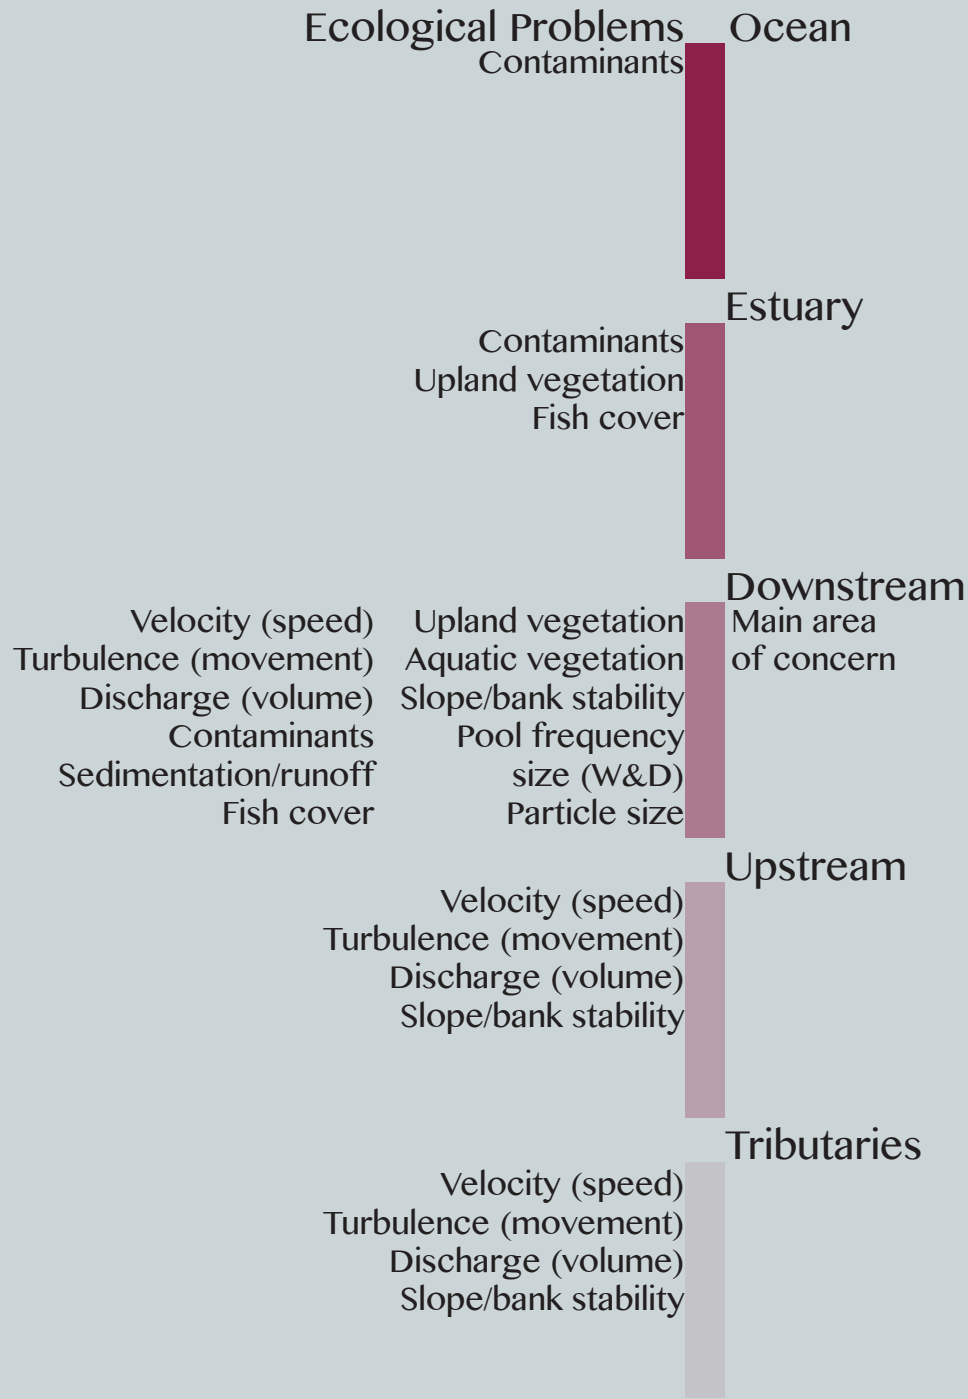 Ecological Problems
Ocean
Contaminants
Estuary
Contaminants
Upland vegetation
Fish cover
Downstream
Main area
of concern
Velocity (speed)
Turbulence (movement)
Discharge (volume)
Contaminants
Sedimentation/runoff
Fish cover
Upland vegetation
Aquatic vegetation
Slope/bank stability
Pool frequency
size (W&D)
Particle size
Upstream
Velocity (speed)
Turbulence (movement)
Discharge (volume)
Slope/bank stability
Tributaries
Velocity (speed)
Turbulence (movement)
Discharge (volume)
Slope/bank stability